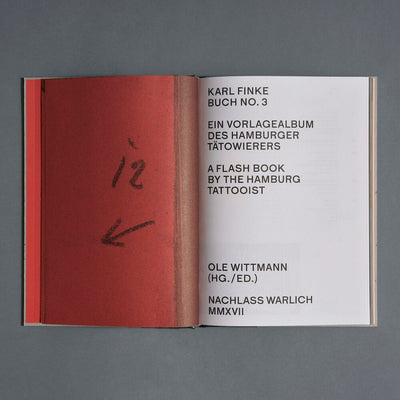 12
KARL FINKE
BUCH NO. 3
EIN VORLAGEALBUM
DES HAMBURGER
TÄTOWIERERS
A FLASH BOOK
BY THE HAMBURG
TATTOOIST
OLE WITTMANN
(HG./ED.)
NACHLASS WARLICH
MMXVII